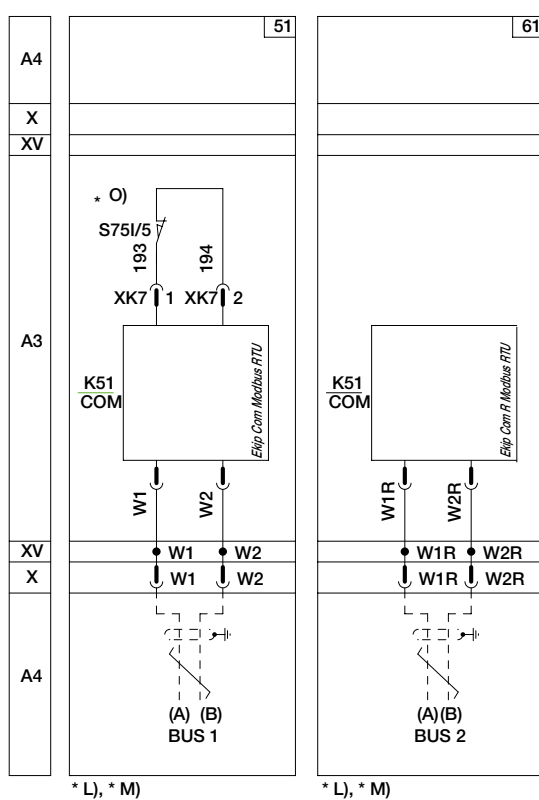 A4
X
XV
A3
XV
X
A4
51
* O)
S75I/5
193
194
XK7 1 XK7 2
K51
COM
Ekip Com Modbus RTU
W1
W2
W1 W2
W1 W2
(A) (B)
BUS 1
* L), * M)
61
K51
COM
Ekip Com R Modbus RTU
W1R
W2R
W1R W2R
W1R W2R
(A)(B)
BUS 2
* L), * M)